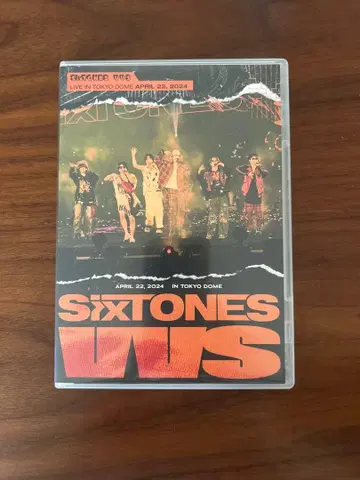 LIVE IN TOKYO DOME APRIL 22, 2024
APRIL 22, 2024 IN TOKYO DOME
SixTONES
VVS